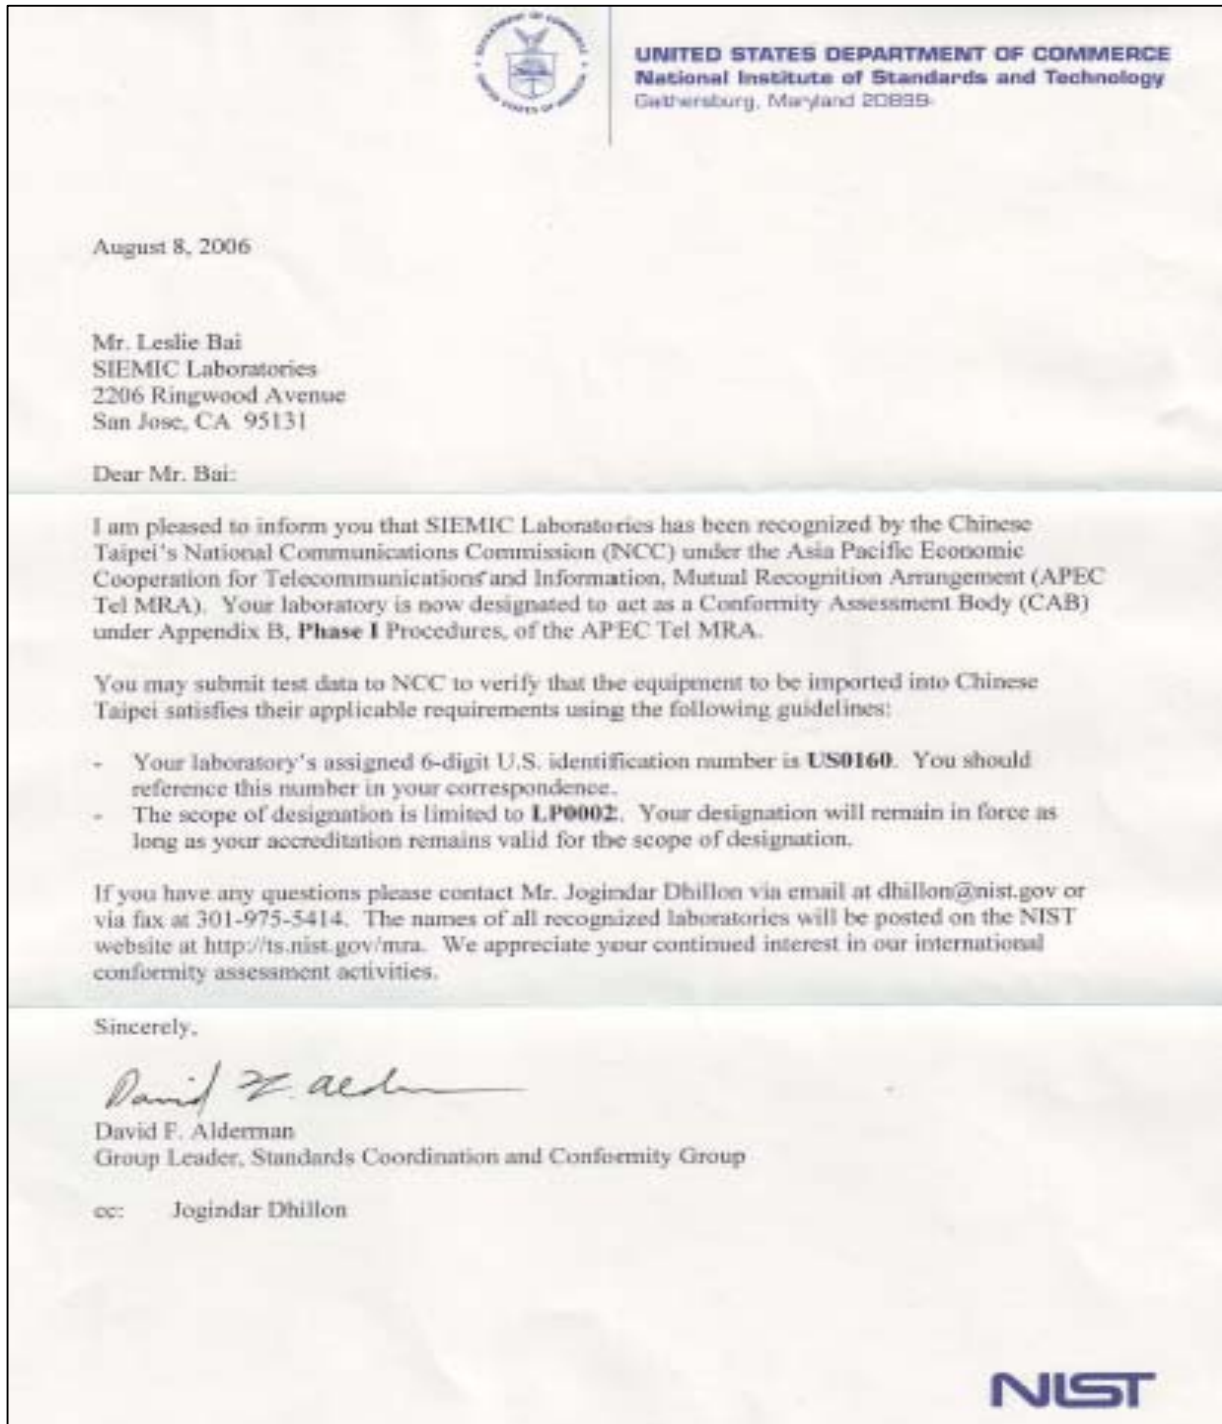 DEPARTMENT OF COMMERCE
UNITED STATES OF AMERICA
UNITED STATES DEPARTMENT OF COMMERCE
National Institute of Standards and Technology
Gaithersburg, Maryland 20899-
August 8, 2006
Mr. Leslie Bai
SIEMIC Laboratories
2206 Ringwood Avenue
San Jose, CA 95131
Dear Mr. Bai:
I am pleased to inform you that SIEMIC Laboratories has been recognized by the Chinese
Taipei's National Communications Commission (NCC) under the Asia Pacific Economic
Cooperation for Telecommunications and Information, Mutual Recognition Arrangement (APEC
Tel MRA). Your laboratory is now designated to act as a Conformity Assessment Body (CAB)
under Appendix B, Phase I Procedures, of the APEC Tel MRA.
You may submit test data to NCC to verify that the equipment to be imported into Chinese
Taipei satisfies their applicable requirements using the following guidelines:
- Your laboratory's assigned 6-digit U.S. identification number is US0160. You should
reference this number in your correspondence.
- The scope of designation is limited to LP0002. Your designation will remain in force as
long as your accreditation remains valid for the scope of designation.
If you have any questions please contact Mr. Jogindar Dhillon via email at dhillon@nist.gov or
via fax at 301-975-5414. The names of all recognized laboratories will be posted on the NIST
website at http://ts.nist.gov/mra. We appreciate your continued interest in our international
conformity assessment activities.
Sincerely,
David F. Alder
David F. Alderman
Group Leader, Standards Coordination and Conformity Group
cc: Jogindar Dhillon
NIST